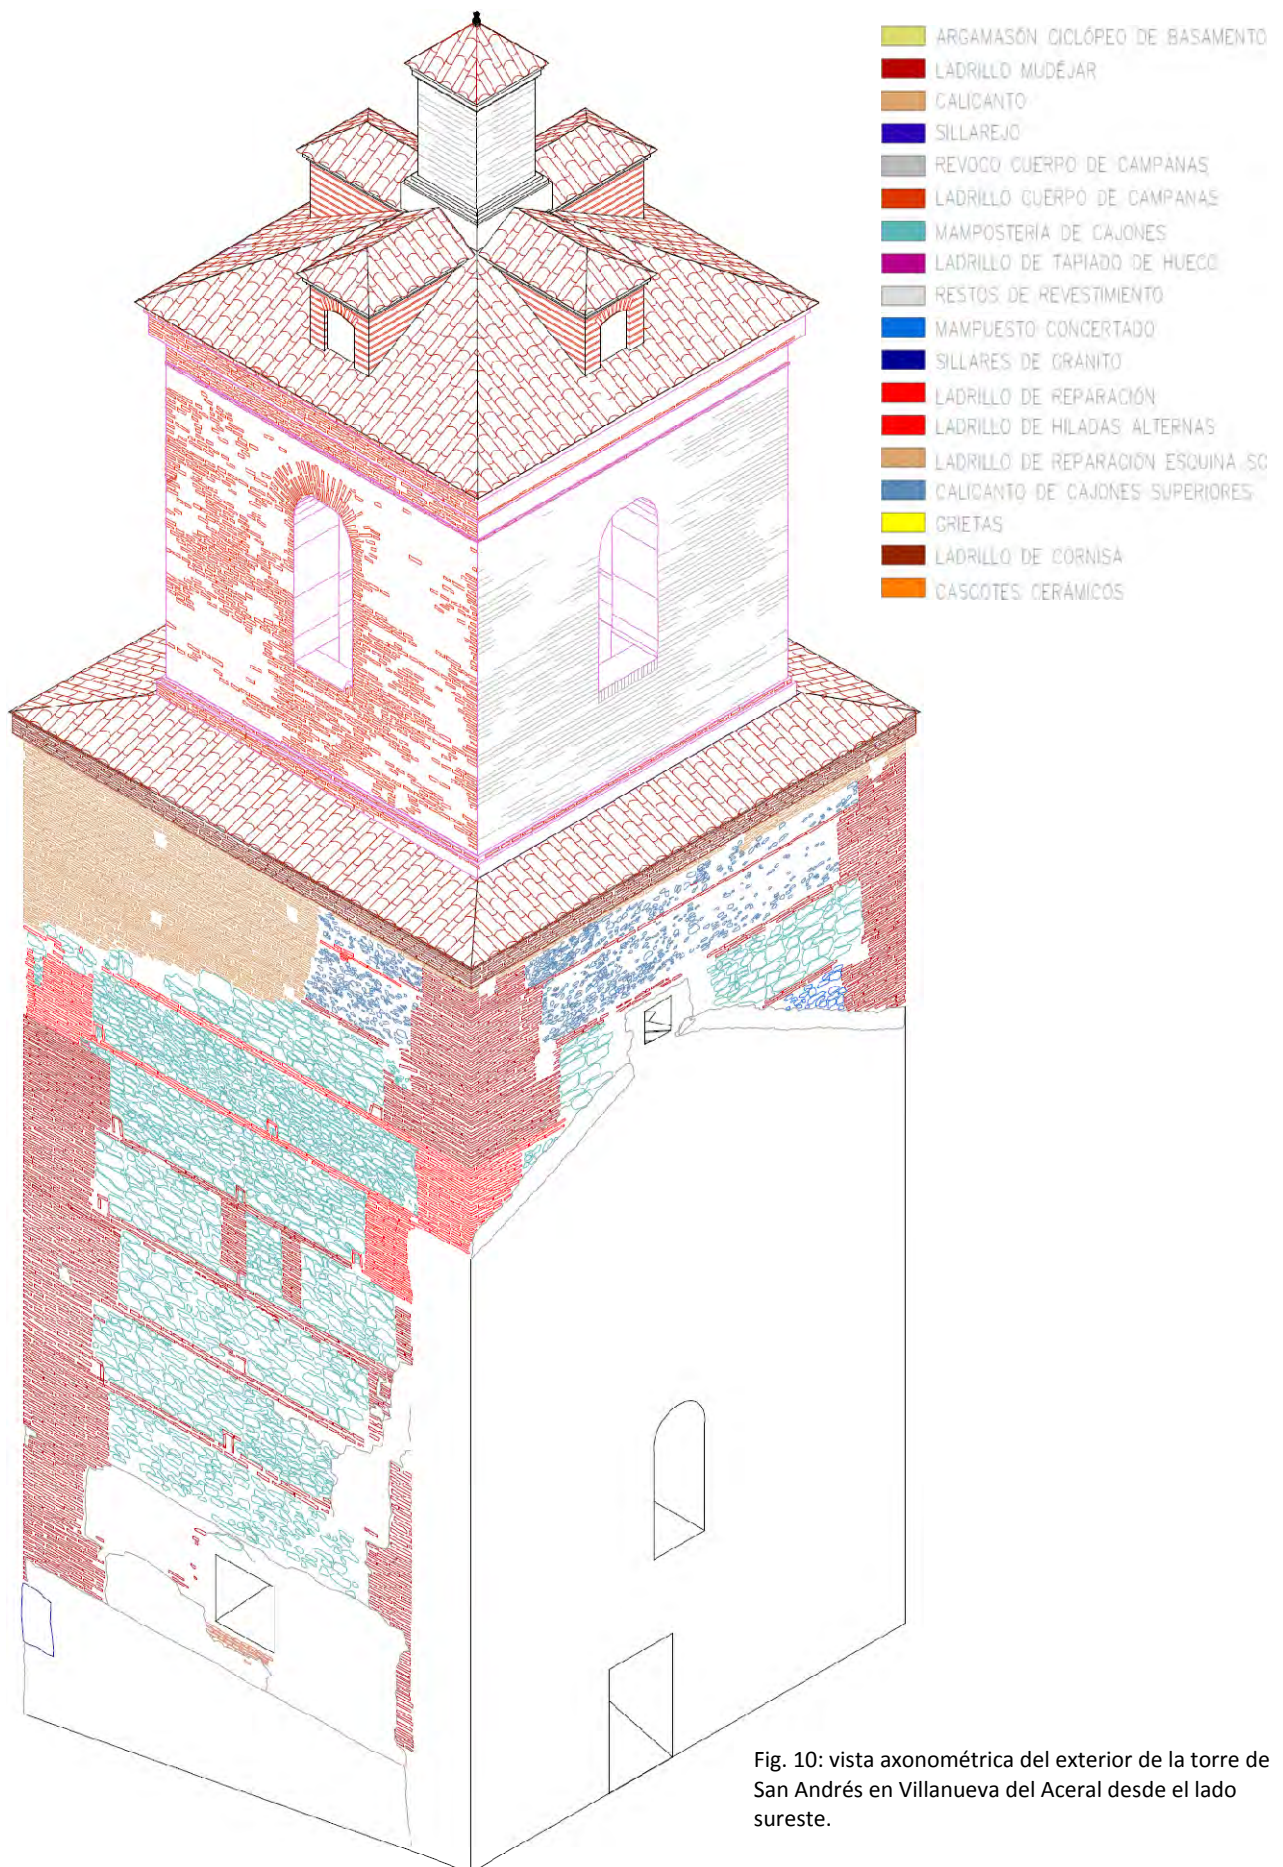 ARGAMASÓN CICLÓPEO DE BASAMENTO
LADRILLO MUDÉJAR
CALICANTO
SILLAREJO
REVOCO CUERPO DE CAMPANAS
LADRILLO CUERPO DE CAMPANAS
MAMPOSTERÍA DE CAJONES
LADRILLO DE TAPIADO DE HUECO
RESTOS DE REVESTIMIENTO
MAMPUESTO CONCERTADO
SILLARES DE GRANITO
LADRILLO DE REPARACIÓN
LADRILLO DE HILADAS ALTERNAS
LADRILLO DE REPARACIÓN ESQUINA SO
CALICANTO DE CAJONES SUPERIORES
GRIETAS
LADRILLO DE CORNISA
CASCOTES CERÁMICOS
Fig. 10: vista axonométrica del exterior de la torre de
San Andrés en Villanueva del Aceral desde el lado
sureste.